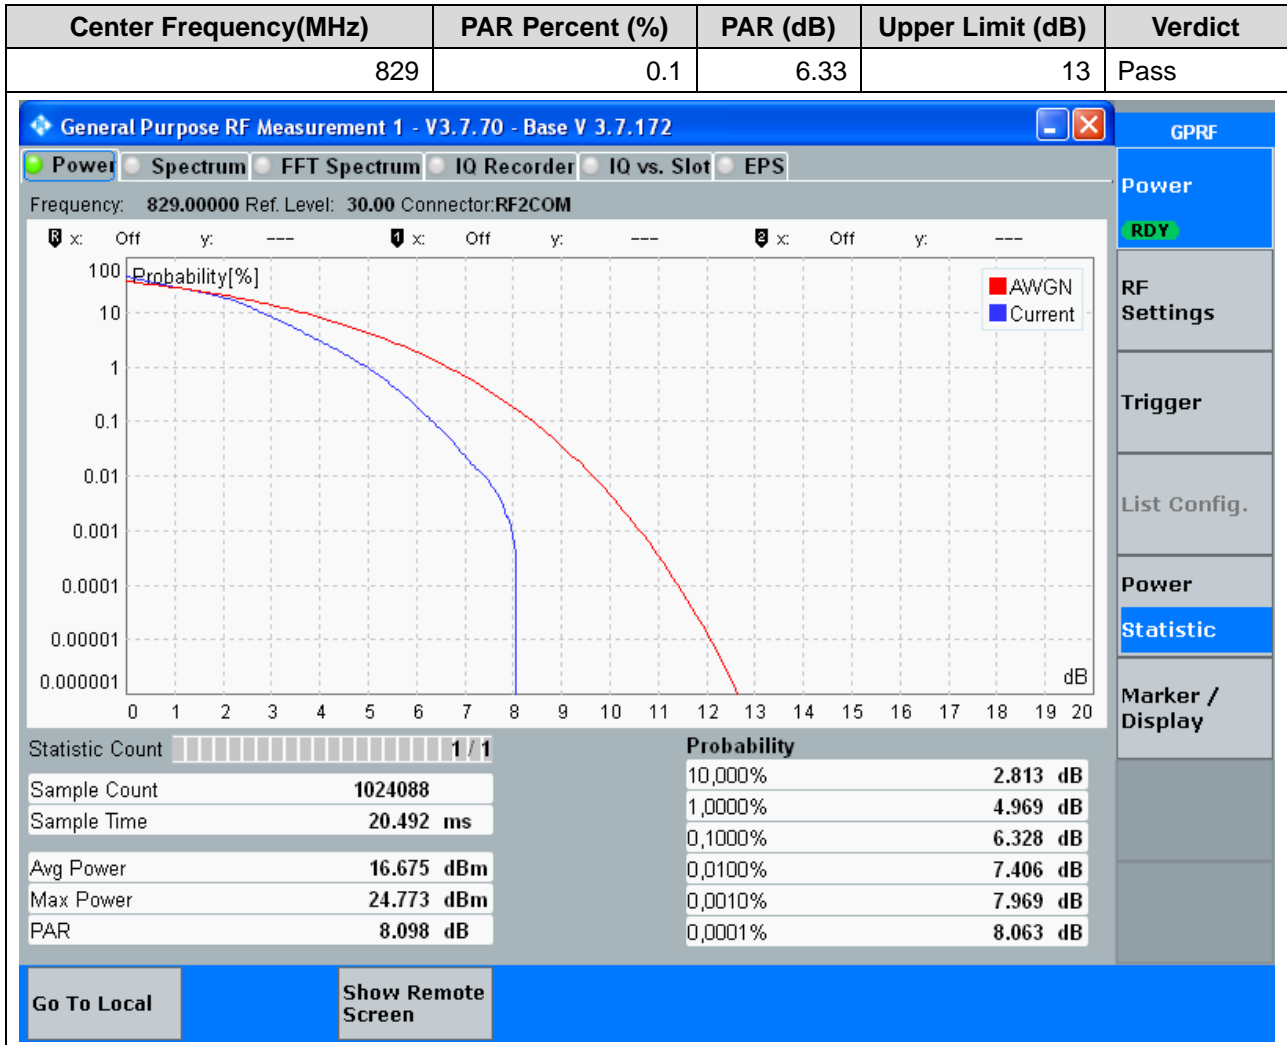 Center Frequency(MHz) PAR Percent (%) PAR (dB) Upper Limit (dB) Verdict
829 0.1 6.33 13 Pass
General Purpose RF Measurement 1 - V3.7.70 - Base V 3.7.172
GPRF
Power Spectrum FFT Spectrum IQ Recorder IQ vs. Slot EPS
Power
RDY
Frequency: 829.00000 Ref. Level: 30.00 Connector:RF2COM
R x: Off y: --- 1 x: Off y: --- 2 x: Off y: ---
Probability[%]
AWGN
Current
100
10
1
0.1
0.01
0.001
0.0001
0.00001
0.000001
dB
0 1 2 3 4 5 6 7 8 9 10 11 12 13 14 15 16 17 18 19 20
RF
Settings
Trigger
List Config.
Power
Statistic
Marker /
Display
Statistic Count 1 / 1
Sample Count 1024088
Sample Time 20.492 ms
Avg Power 16.675 dBm
Max Power 24.773 dBm
PAR 8.098 dB
Probability
10,000% 2.813 dB
1,0000% 4.969 dB
0,1000% 6.328 dB
0,0100% 7.406 dB
0,0010% 7.969 dB
0,0001% 8.063 dB
Go To Local
Show Remote
Screen